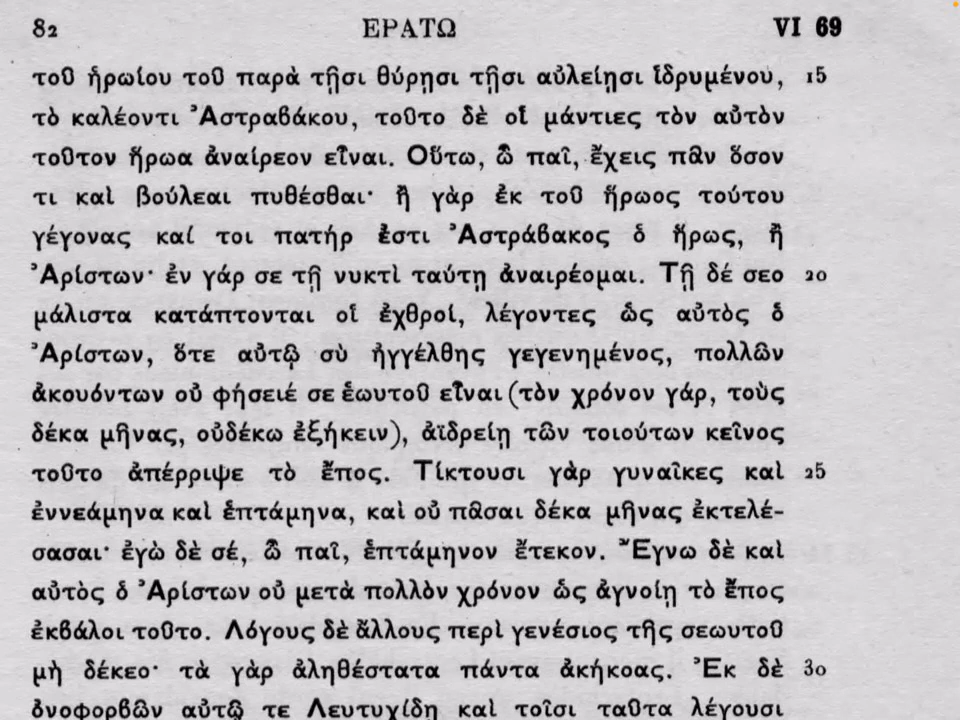 82 ΕΡΑΤΩ VI 69
τοῦ ἡρωίου τοῦ παρὰ τῇσι θύρῃσι τῇσι αὐλείῃσι ἱδρυμένου, 15
τὸ καλέοντι Ἀστραβάκου, τοῦτο δὲ οἱ μάντιες τὸν αὐτὸν
τοῦτον ἥρωα ἀναίρεον εἶναι. Οὕτω, ὦ παῖ, ἔχεις πᾶν ὅσον
τι καὶ βούλεαι πυθέσθαι· ἢ γὰρ ἐκ τοῦ ἥρωος τούτου
γέγονας καί τοι πατήρ ἐστι Ἀστράβακος ὁ ἥρως, ἢ
Ἀρίστων· ἐν γάρ σε τῇ νυκτὶ ταύτῃ ἀναιρέομαι. Τῇ δέ σεο 20
μάλιστα κατάπτονται οἱ ἐχθροί, λέγοντες ὡς αὐτὸς ὁ
Ἀρίστων, ὅτε αὐτῷ σὺ ἠγγέλθης γεγενημένος, πολλῶν
ἀκουόντων οὐ φήσειέ σε ἑωυτοῦ εἶναι (τὸν χρόνον γάρ, τοὺς
δέκα μῆνας, οὐδέκω ἐξήκειν), ἀϊδρείῃ τῶν τοιούτων κεῖνος
τοῦτο ἀπέρριψε τὸ ἔπος. Τίκτουσι γὰρ γυναῖκες καὶ 25
ἐννεάμηνα καὶ ἑπτάμηνα, καὶ οὐ πᾶσαι δέκα μῆνας ἐκτελέ-
σασαι· ἐγὼ δὲ σέ, ὦ παῖ, ἑπτάμηνον ἔτεκον. Ἔγνω δὲ καὶ
αὐτὸς ὁ Ἀρίστων οὐ μετὰ πολλὸν χρόνον ὡς ἀγνοίῃ τὸ ἔπος
ἐκβάλοι τοῦτο. Λόγους δὲ ἄλλους περὶ γενέσιος τῆς σεωυτοῦ
μὴ δέκεο· τὰ γὰρ ἀληθέστατα πάντα ἀκήκοας. Ἐκ δὲ 30
ὀνοφορβῶν αὐτῷ τε Λευτυχίδῃ καὶ τοῖσι ταῦτα λέγουσι